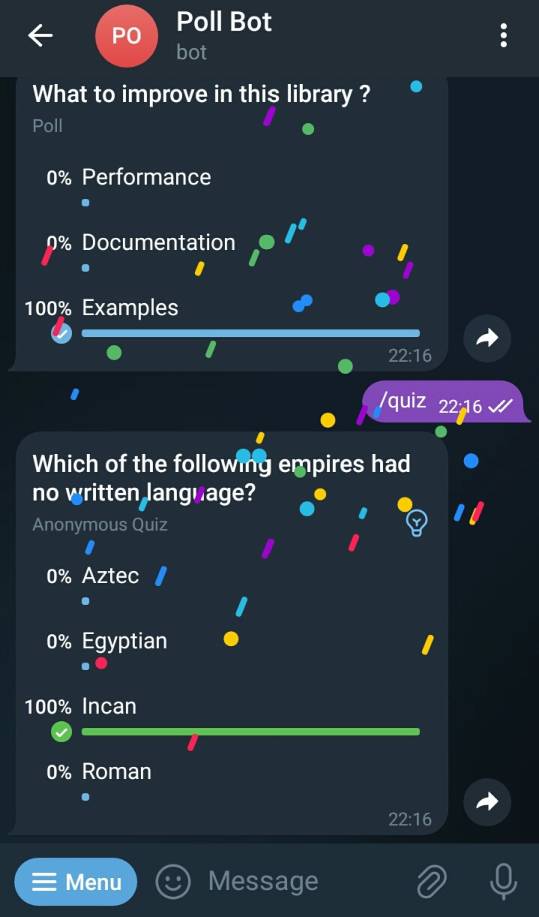 PO
Poll Bot
bot
What to improve in this library ?
Poll
0% Performance
0% Documentation
100% Examples
22:16
/quiz 22:16
Which of the following empires had
no written language?
Anonymous Quiz
0% Aztec
0% Egyptian
100% Incan
0% Roman
22:16
Menu
Message